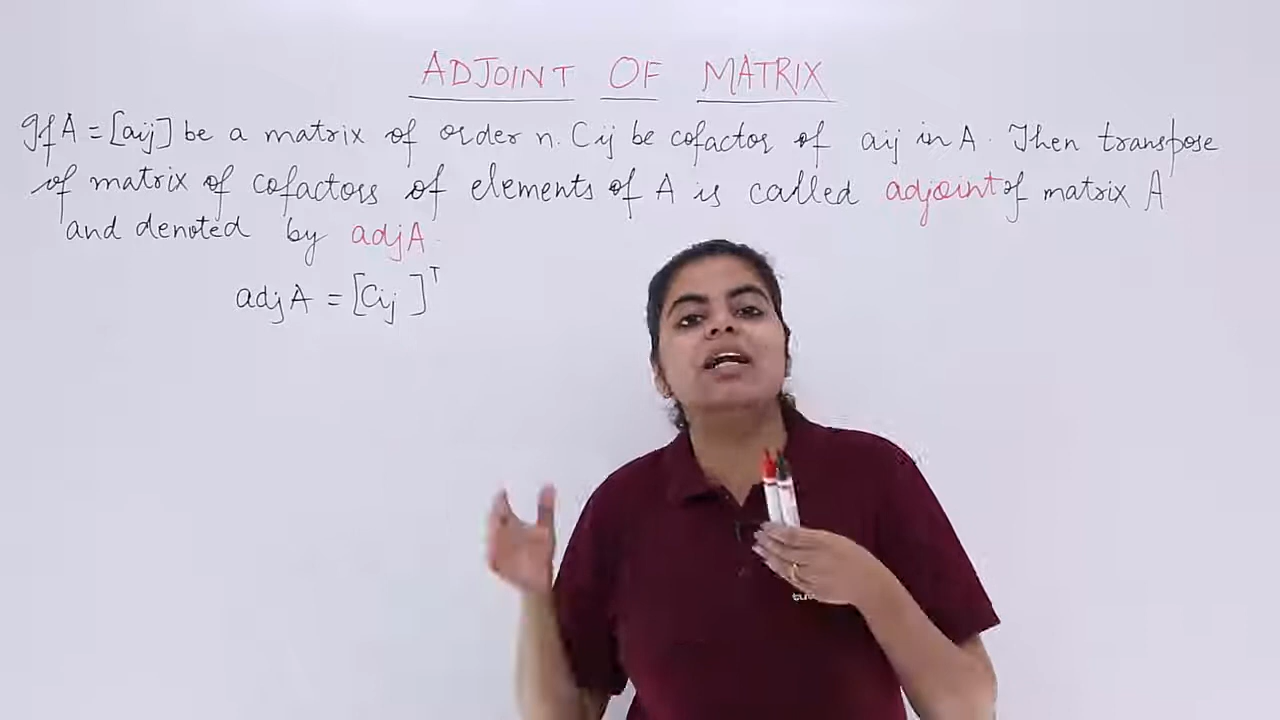 ADJOINT OF MATRIX
If A = [aij] be a matrix of order n. Cij be cofactor of aij in A. Then transpose
of matrix of cofactors of elements of A is called adjoint of matrix A
and denoted by adjA.
adjA = [Cij]ᵀ